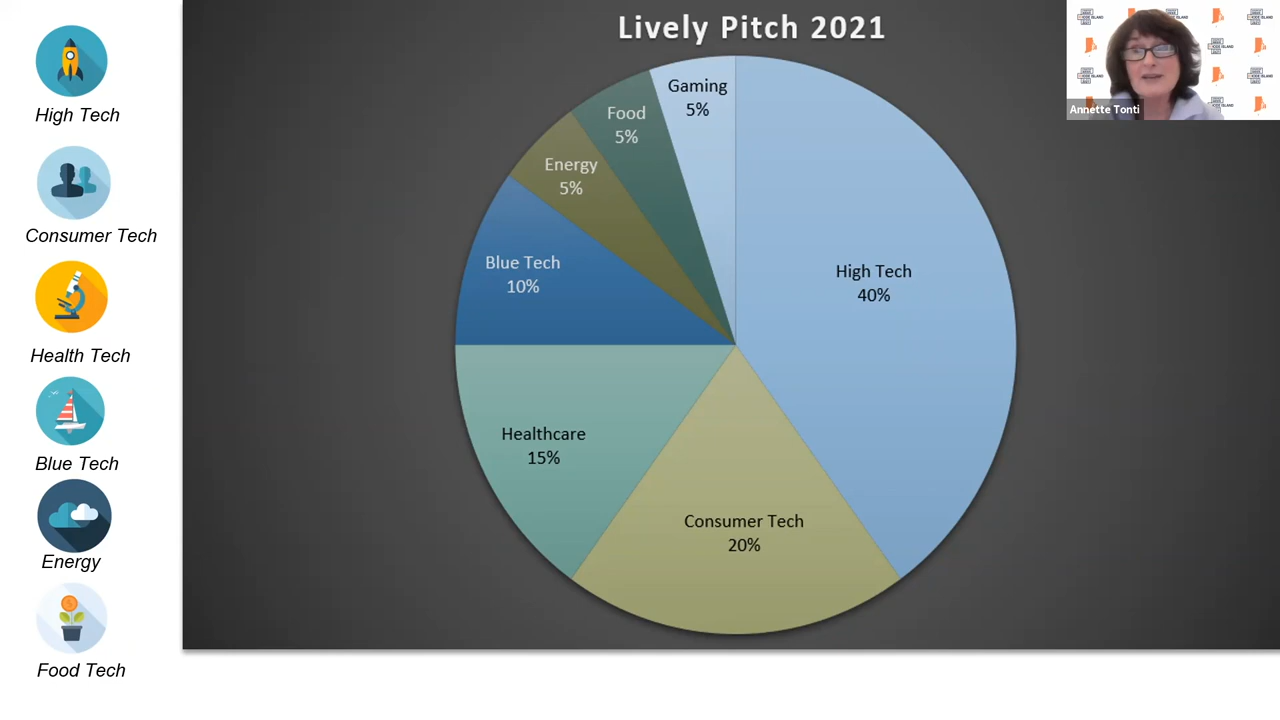 High Tech
Consumer Tech
Health Tech
Blue Tech
Energy
Food Tech
Lively Pitch 2021
Gaming
5%
Food
5%
Energy
5%
Blue Tech
10%
High Tech
40%
Healthcare
15%
Consumer Tech
20%
Annette Tonti